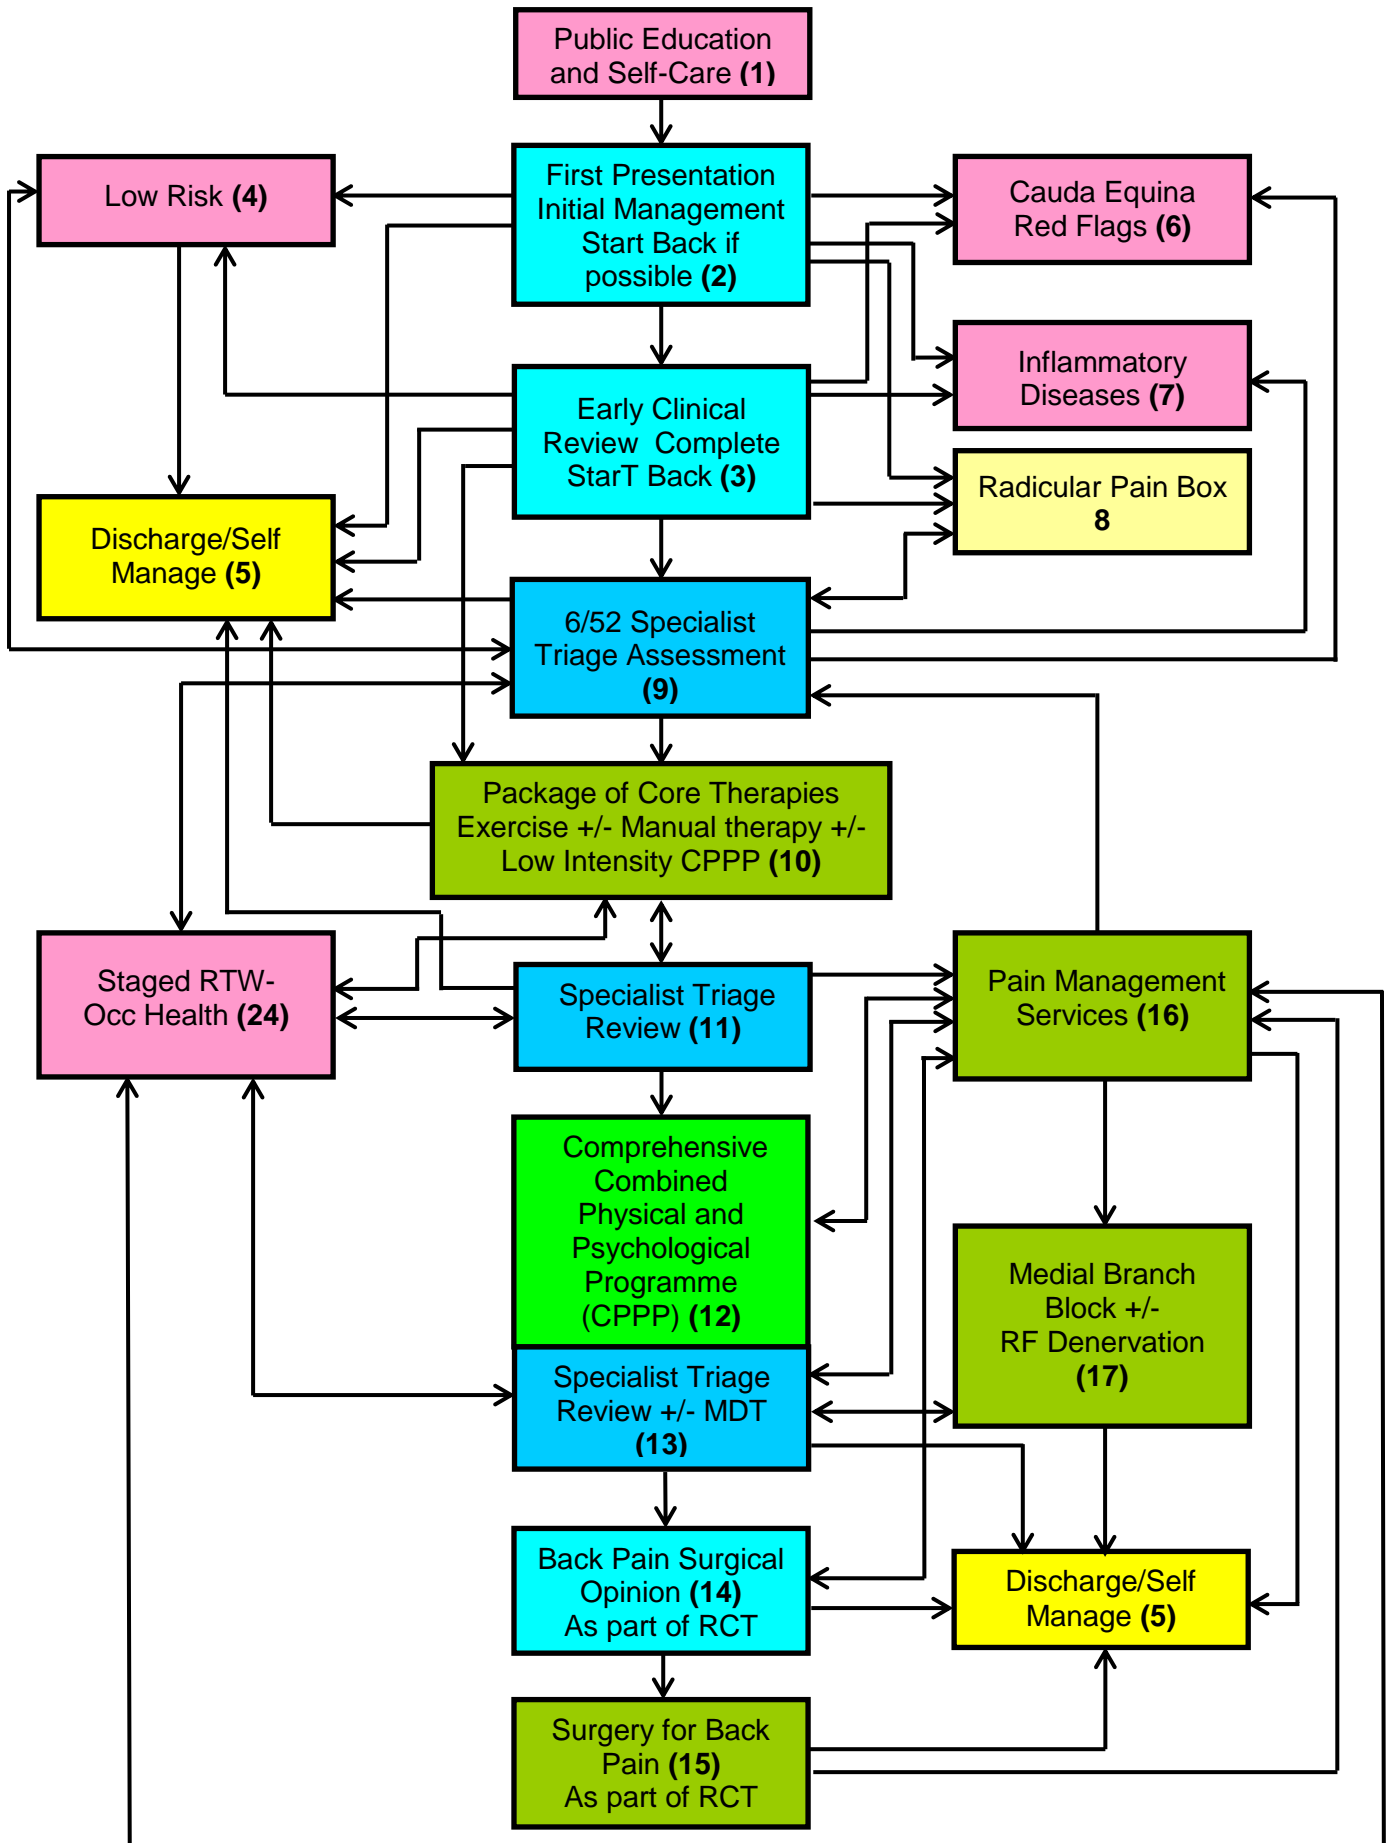 Public Education
and Self-Care (1)
Low Risk (4)
First Presentation
Initial Management
Start Back if
possible (2)
Cauda Equina
Red Flags (6)
Inflammatory
Diseases (7)
Early Clinical
Review  Complete
StarT Back (3)
Radicular Pain Box
8
Discharge/Self
Manage (5)
6/52 Specialist
Triage Assessment
(9)
Package of Core Therapies
Exercise +/- Manual therapy +/-
Low Intensity CPPP (10)
Staged RTW-
Occ Health (24)
Specialist Triage
Review (11)
Pain Management
Services (16)
Comprehensive
Combined
Physical and
Psychological
Programme
(CPPP) (12)
Medial Branch
Block +/-
RF Denervation
(17)
Specialist Triage
Review +/- MDT
(13)
Back Pain Surgical
Opinion (14)
As part of RCT
Discharge/Self
Manage (5)
Surgery for Back
Pain (15)
As part of RCT